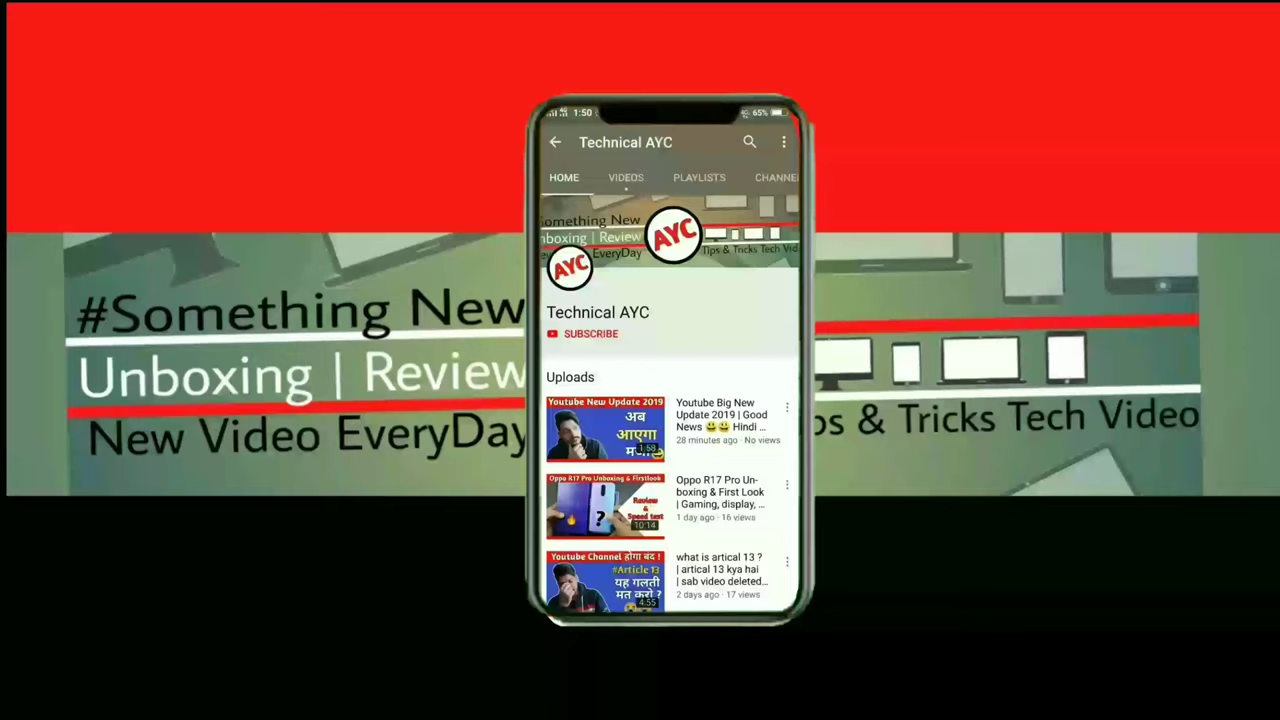 1:50
4G 65%
Technical AYC
HOME VIDEOS PLAYLISTS CHANNE
omething New
nboxing | Review
EveryDay
AYC
AYC
Tips & Tricks Tech Vid
Technical AYC
SUBSCRIBE
Uploads
Youtube New Update 2019
अब
आएगा
1:58
Youtube Big New
Update 2019 | Good
News 😃😃 Hindi ...
28 minutes ago · No views
Oppo R17 Pro Unboxing & Firstlook
?
Review
&
Speed test
10:14
Oppo R17 Pro Un-
boxing & First Look
| Gaming, display, ...
1 day ago · 16 views
Youtube Channel होगा बंद !
#Article 13
यह गलती
मत करो ?
4:55
what is artical 13 ?
| artical 13 kya hai
| sab video deleted...
2 days ago · 17 views
#Something New
Unboxing | Review
New Video EveryDay
ps & Tricks Tech Video